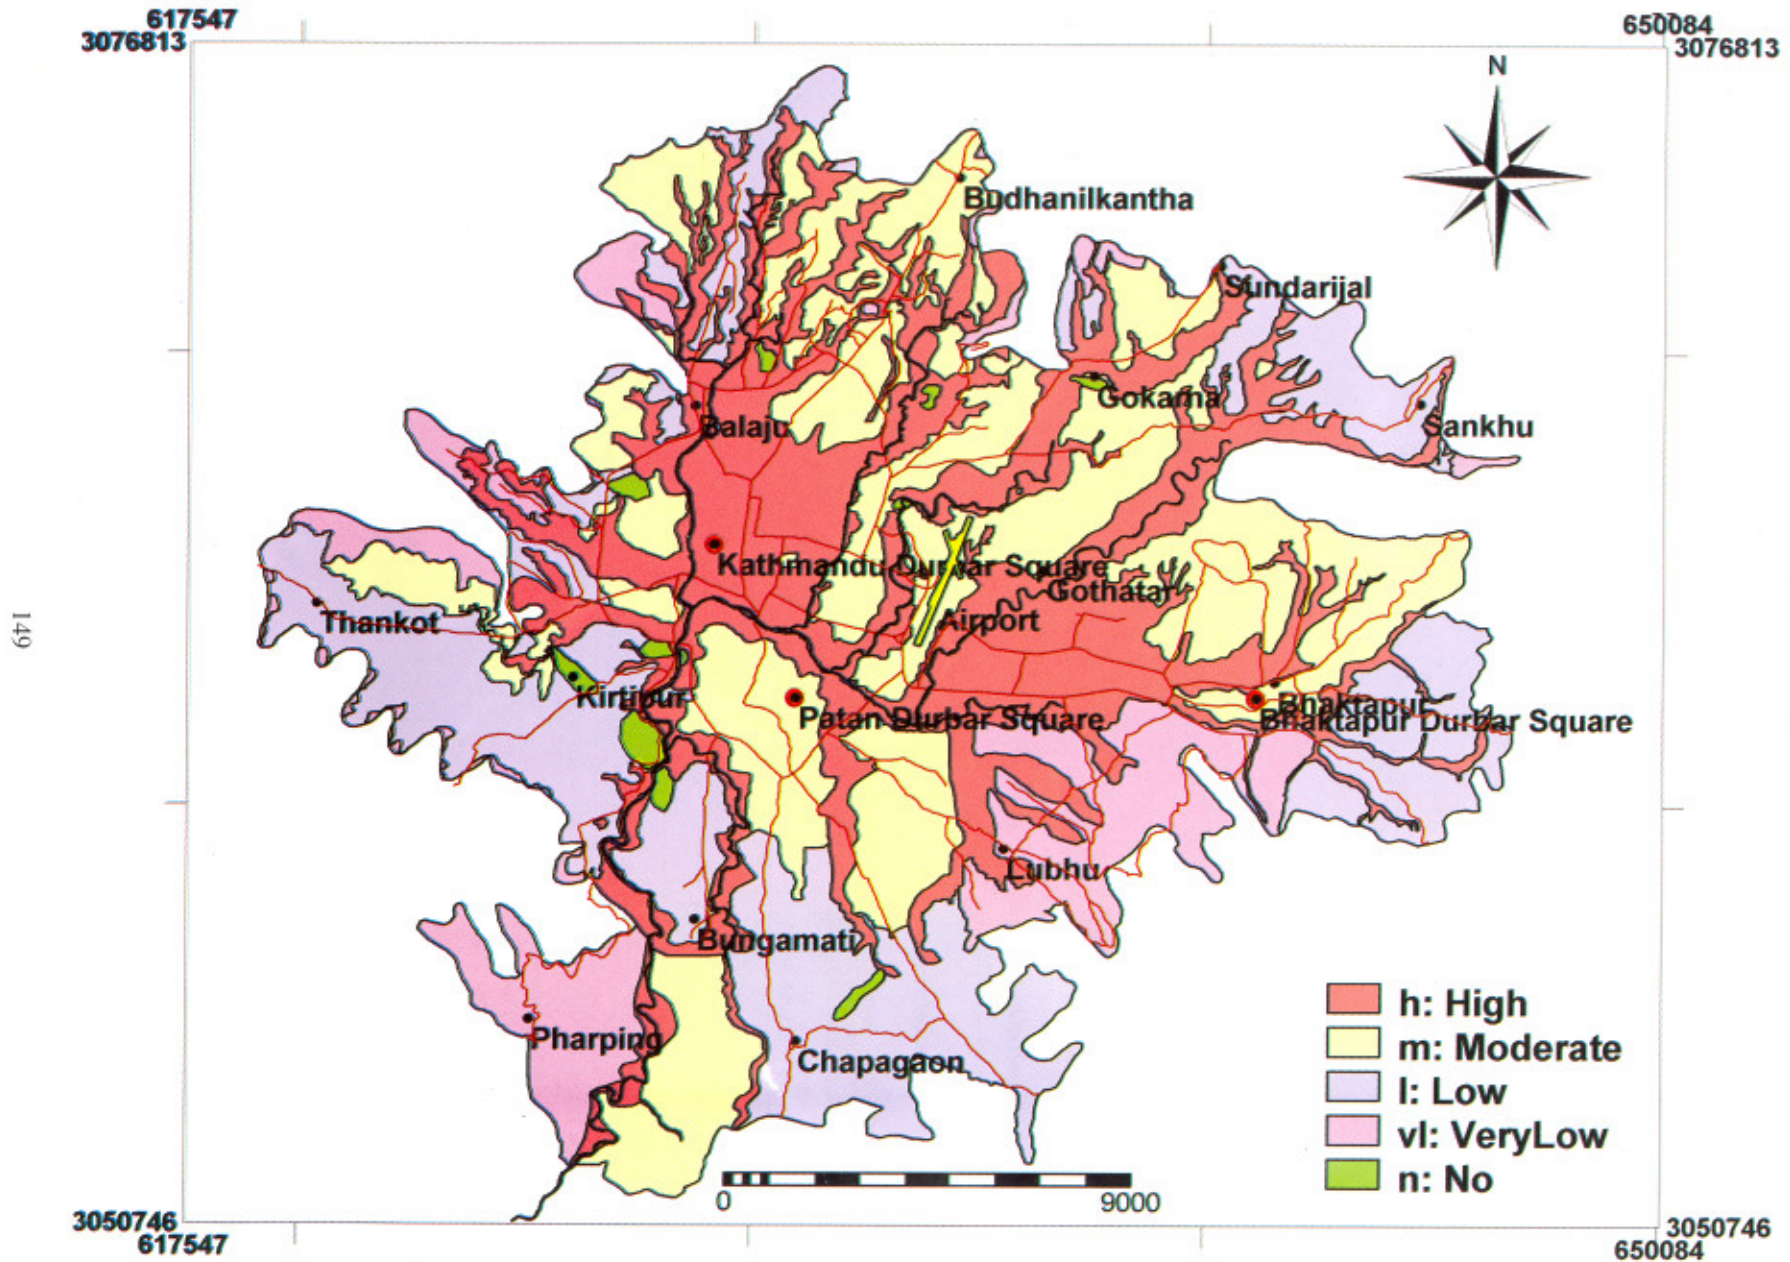 617547
650084
3076813
3076813
N
Budhanilkantha
Sundarijal
Gokarna
Balaju
Sankhu
Kathmandu Durbar Square
Gothatar
Thankot
Airport
149
Kirtipur
Patan Durbar Square
Bhaktapur
Bhaktapur Durbar Square
Lubhu
Bungamati
Pharping
Chapagaon
h: High
m: Moderate
l: Low
vl: VeryLow
n: No
0
9000
3050746
3050746
617547
650084